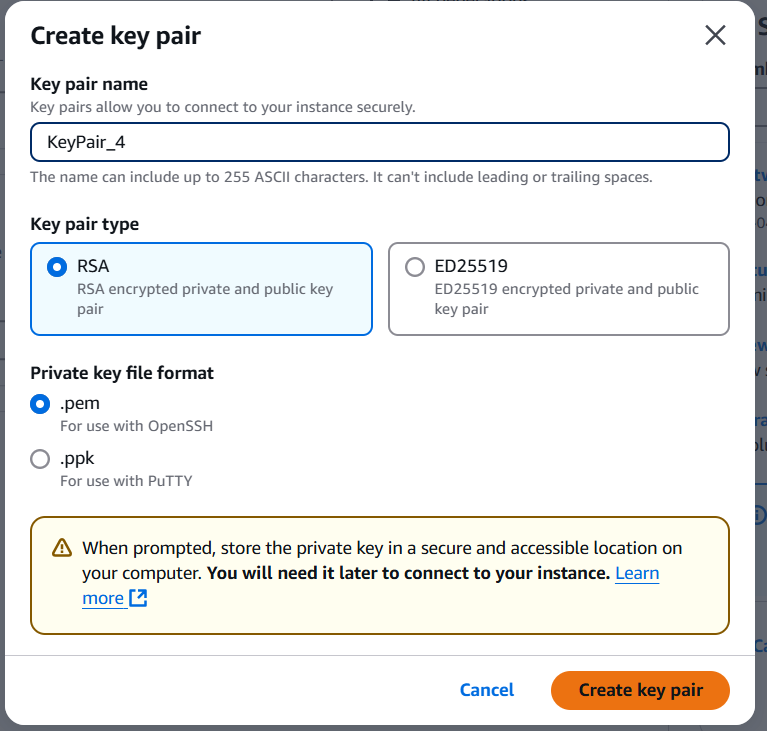 Create key pair
Key pair name
Key pairs allow you to connect to your instance securely.
KeyPair_4
The name can include up to 255 ASCII characters. It can't include leading or trailing spaces.
Key pair type
RSA
RSA encrypted private and public key
pair
ED25519
ED25519 encrypted private and public
key pair
Private key file format
.pem
For use with OpenSSH
.ppk
For use with PuTTY
When prompted, store the private key in a secure and accessible location on
your computer. You will need it later to connect to your instance. Learn
more
Cancel
Create key pair